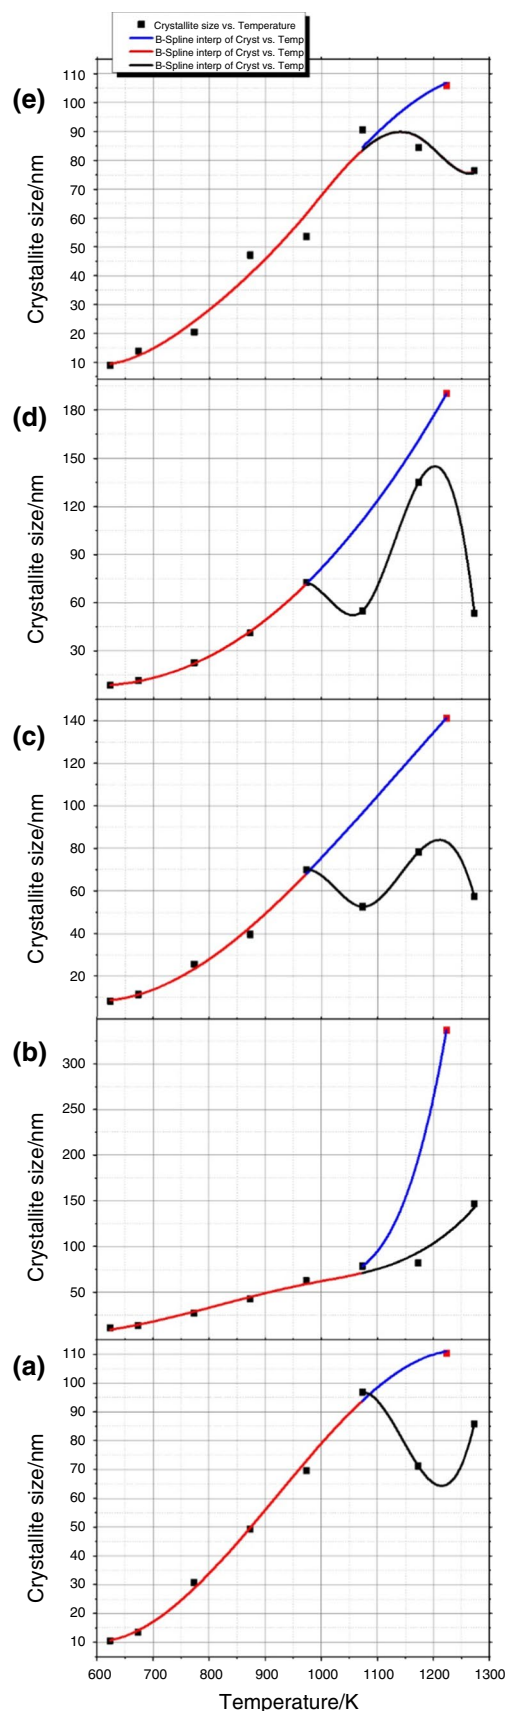 Crystallite size vs. Temperature
B-Spline interp of Cryst vs. Temp
B-Spline interp of Cryst vs. Temp
B-Spline interp of Cryst vs. Temp
(e)
Crystallite size/nm
110
100
90
80
70
60
50
40
30
20
10
(d)
Crystallite size/nm
180
150
120
90
60
30
(c)
Crystallite size/nm
140
120
100
80
60
40
20
(b)
Crystallite size/nm
300
250
200
150
100
50
(a)
Crystallite size/nm
110
100
90
80
70
60
50
40
30
20
10
600 700 800 900 1000 1100 1200 1300
Temperature/K